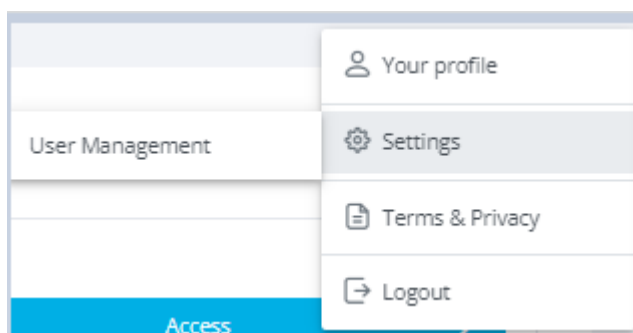 Your profile
User Management
Settings
Terms & Privacy
Logout
Access